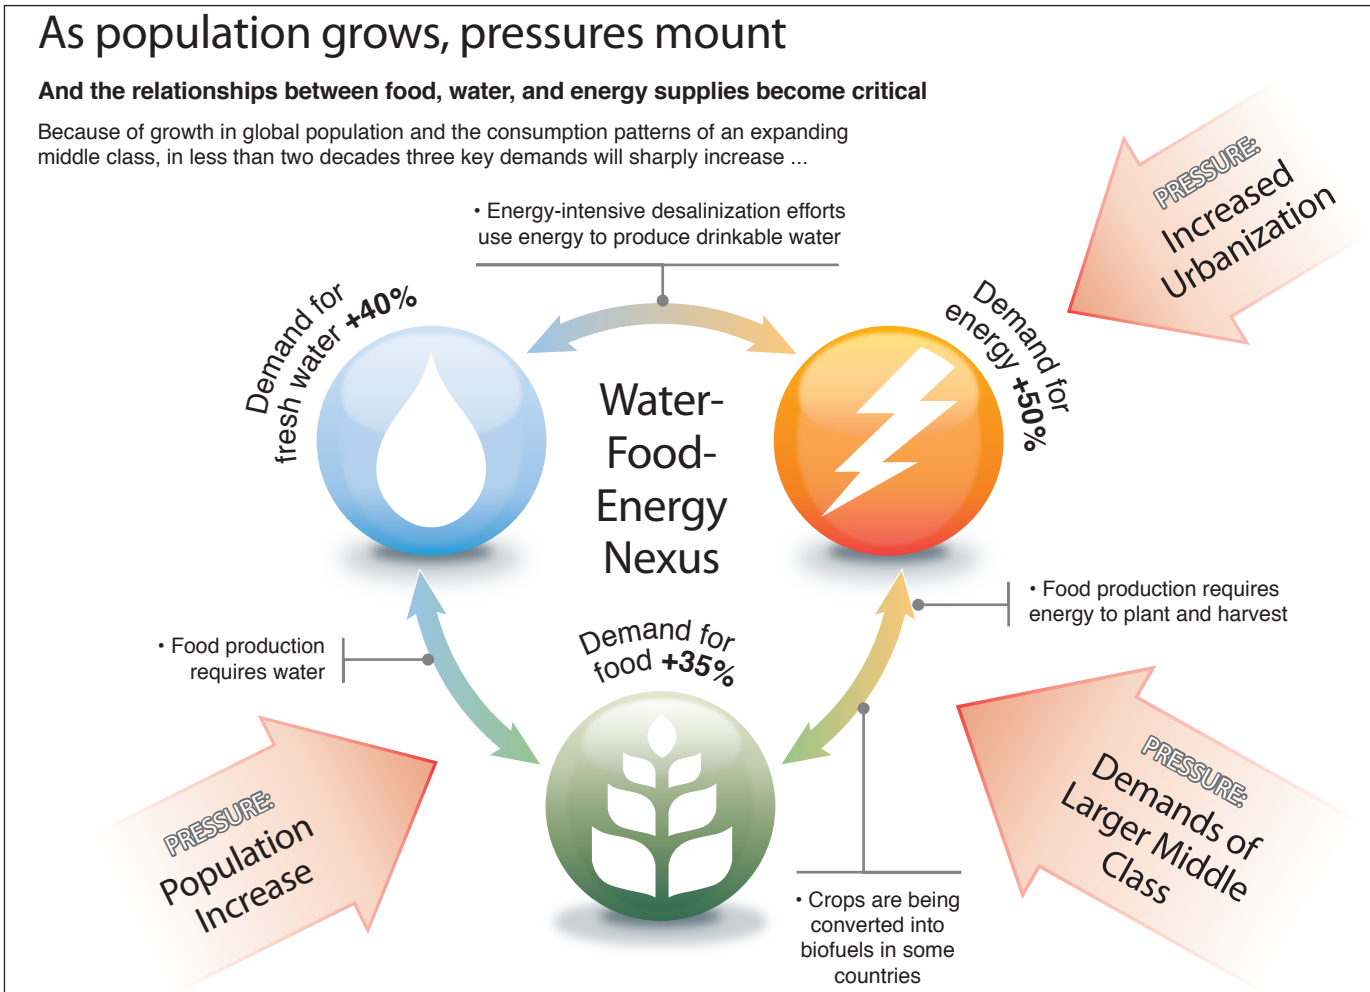 As population grows, pressures mount
And the relationships between food, water, and energy supplies become critical
Because of growth in global population and the consumption patterns of an expanding
middle class, in less than two decades three key demands will sharply increase ...
• Energy-intensive desalinization efforts
use energy to produce drinkable water
PRESSURE:
Increased
Urbanization
Demand for
fresh water +40%
Demand for
energy +50%
Water-
Food-
Energy
Nexus
• Food production
requires water
Demand for
food +35%
• Food production requires
energy to plant and harvest
PRESSURE:
Population
Increase
PRESSURE:
Demands of
Larger Middle
Class
• Crops are being
converted into
biofuels in some
countries